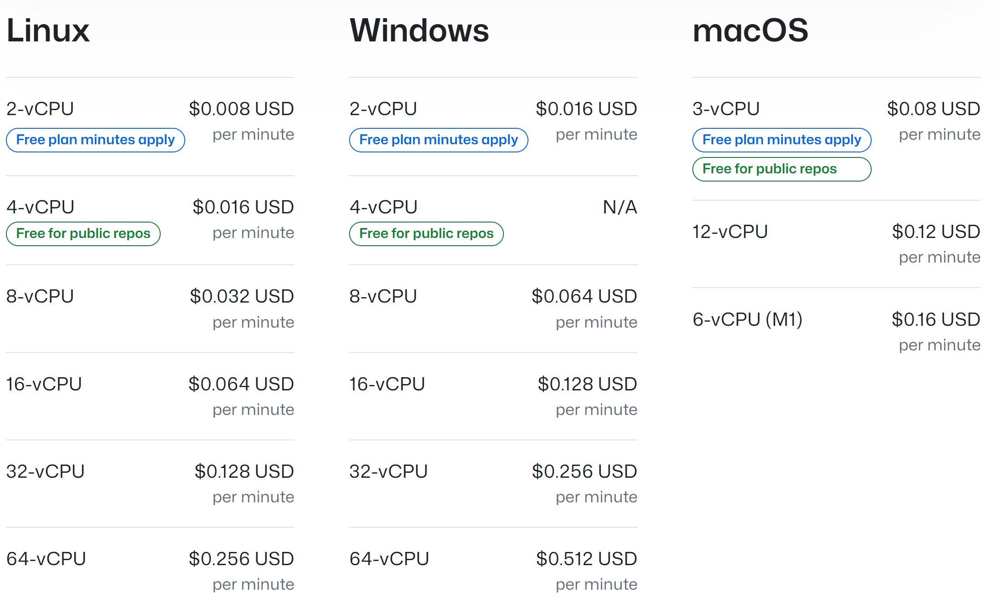 Linux
2-vCPU
$0.008 USD
Free plan minutes apply
per minute
4-vCPU
$0.016 USD
Free for public repos
per minute
8-vCPU
$0.032 USD
per minute
16-vCPU
$0.064 USD
per minute
32-vCPU
$0.128 USD
per minute
64-vCPU
$0.256 USD
per minute
Windows
2-vCPU
$0.016 USD
Free plan minutes apply
per minute
4-vCPU
N/A
Free for public repos
8-vCPU
$0.064 USD
per minute
16-vCPU
$0.128 USD
per minute
32-vCPU
$0.256 USD
per minute
64-vCPU
$0.512 USD
per minute
macOS
3-vCPU
$0.08 USD
Free plan minutes apply
per minute
Free for public repos
12-vCPU
$0.12 USD
per minute
6-vCPU (M1)
$0.16 USD
per minute